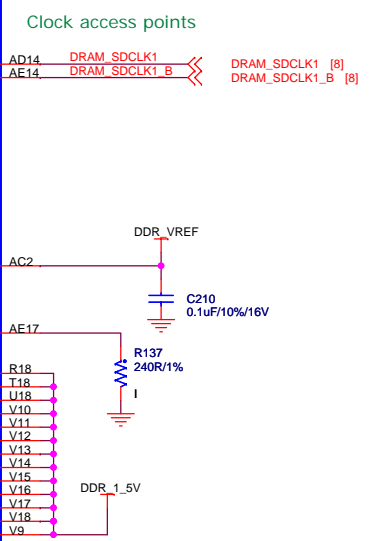 Clock access points
AD14 DRAM_SDCLK1 DRAM_SDCLK1 [8]
AE14 DRAM_SDCLK1_B DRAM_SDCLK1_B [8]
DDR_VREF
AC2
C210
0.1uF/10%/16V
AE17
R137
240R/1%
I
R18
T18
U18
V10
V11
V12
V13
V14
V15
V16 DDR_1_5V
V17
V18
V9